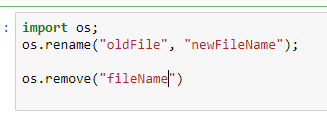 :
import os;
os.rename("oldFile", "newFileName");
os.remove("fileName")